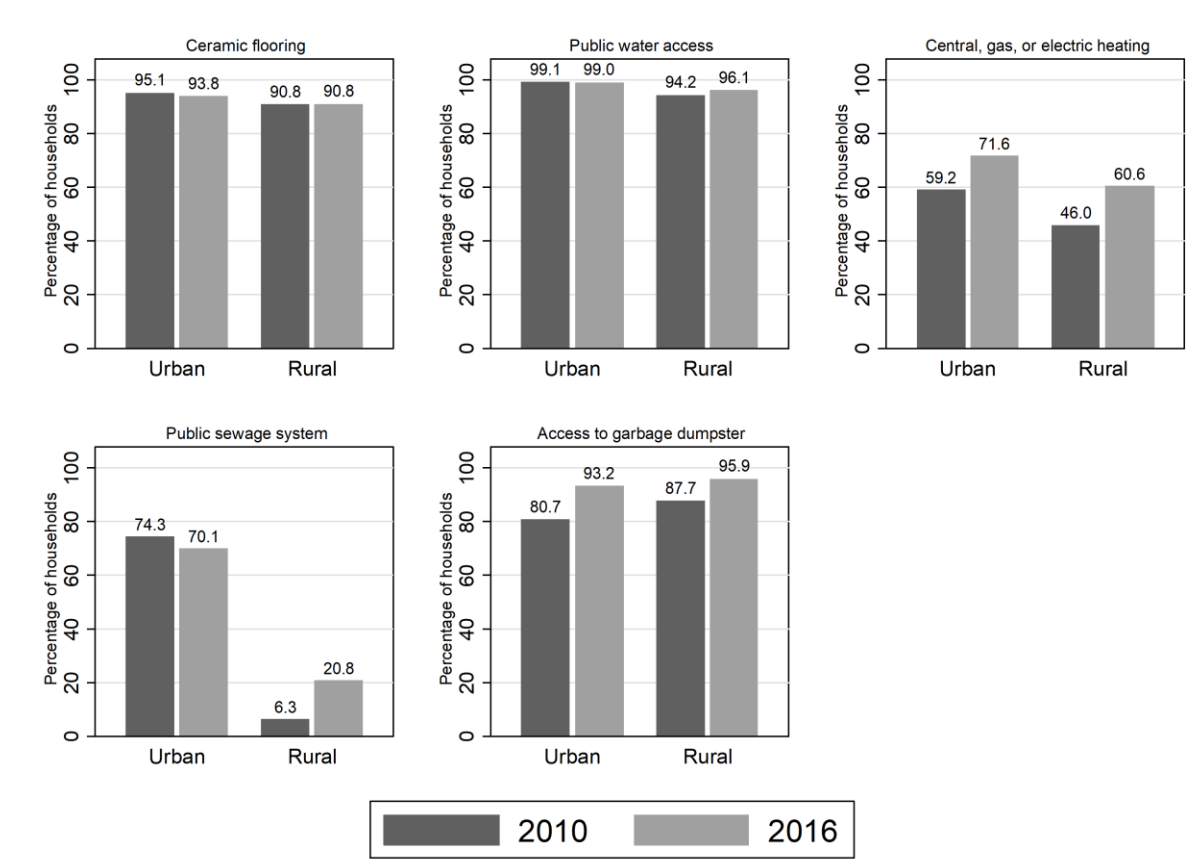 Ceramic flooring
Percentage of households
100
80
60
40
20
0
95.1 93.8 90.8 90.8
Urban Rural
Public water access
Percentage of households
100
80
60
40
20
0
99.1 99.0 94.2 96.1
Urban Rural
Central, gas, or electric heating
Percentage of households
100
80
60
40
20
0
59.2 71.6 46.0 60.6
Urban Rural
Public sewage system
Percentage of households
100
80
60
40
20
0
74.3 70.1 6.3 20.8
Urban Rural
Access to garbage dumpster
Percentage of households
100
80
60
40
20
0
80.7 93.2 87.7 95.9
Urban Rural
2010 2016